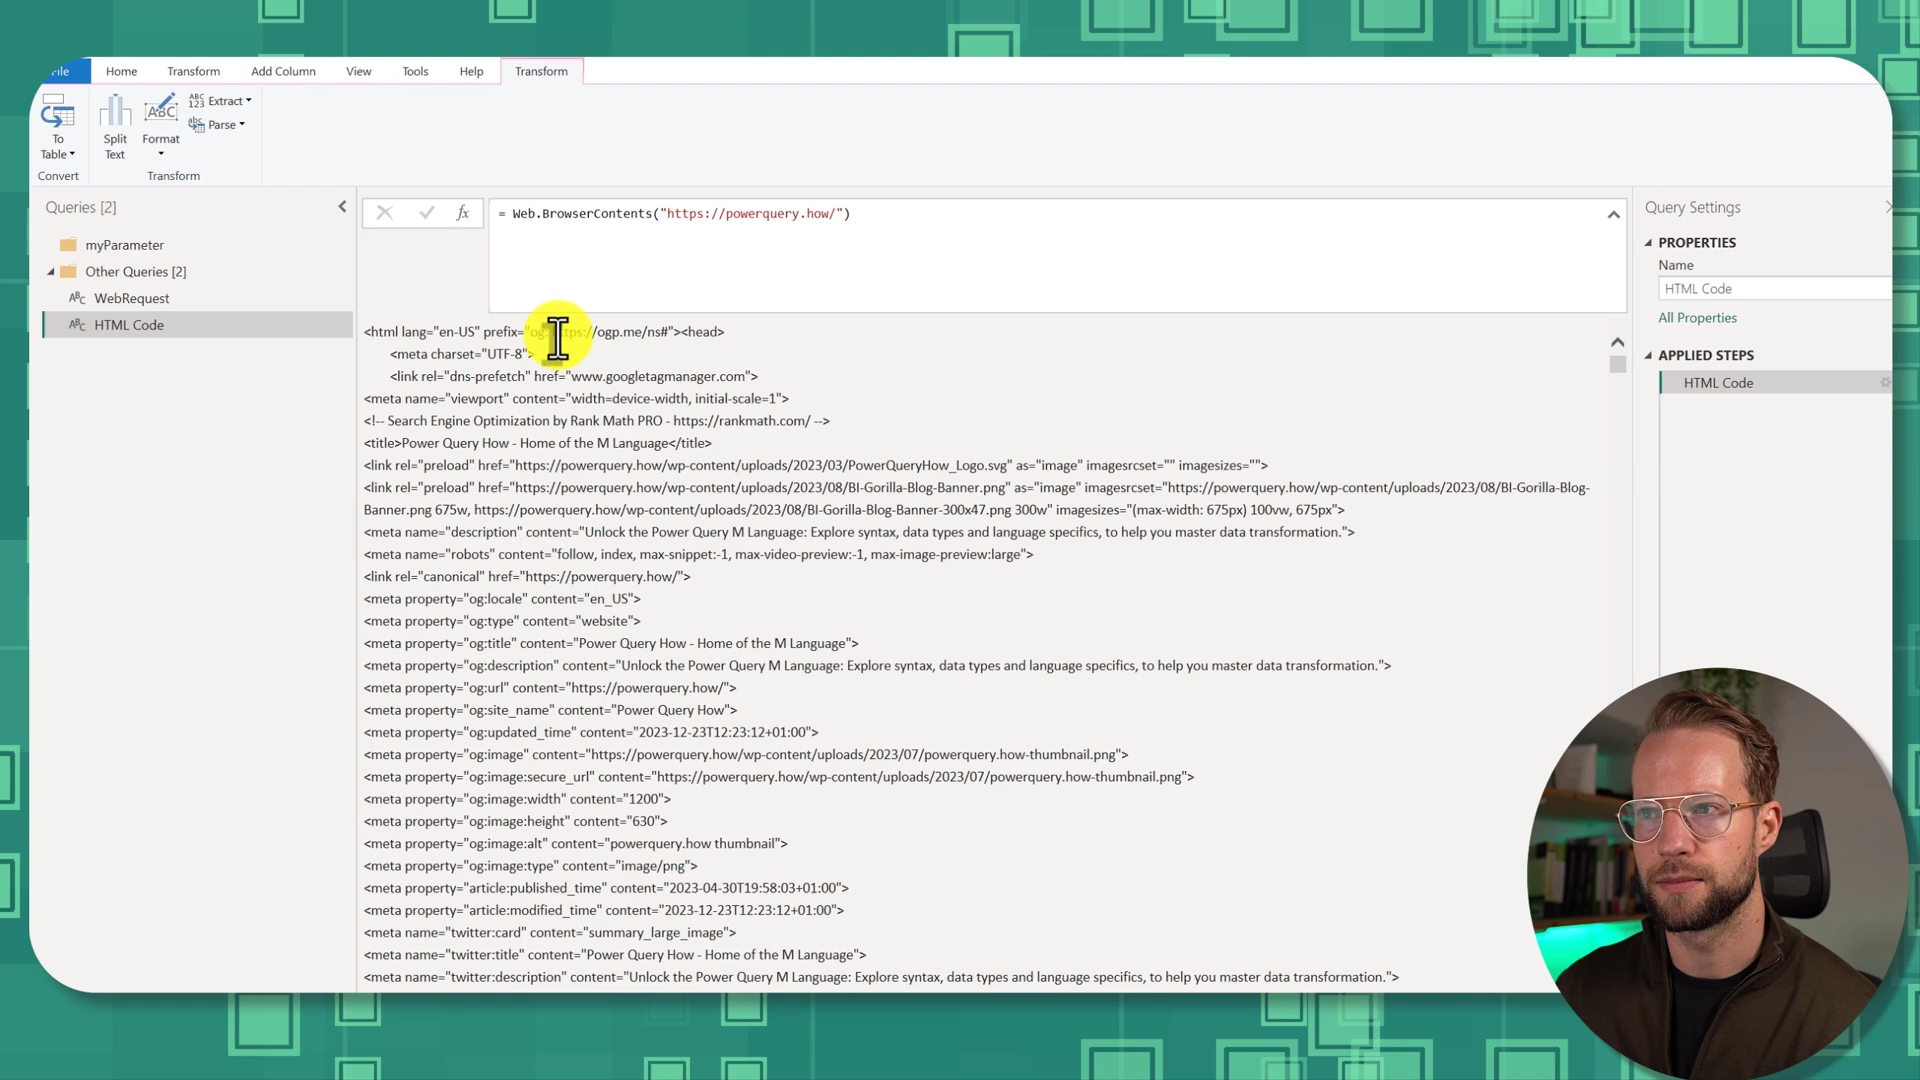 File
Home
Transform
Add Column
View
Tools
Help
Transform
To Table
Split Text
ABC
Format
ABC 123 Extract
abc Parse
Convert
Transform
Queries [2]
myParameter
Other Queries [2]
ABC WebRequest
ABC HTML Code
fx
= Web.BrowserContents("https://powerquery.how/")
<html lang="en-US" prefix="og: https://ogp.me/ns#"><head>
<meta charset="UTF-8">
<link rel="dns-prefetch" href="www.googletagmanager.com">
<meta name="viewport" content="width=device-width, initial-scale=1">
<!-- Search Engine Optimization by Rank Math PRO - https://rankmath.com/ -->
<title>Power Query How - Home of the M Language</title>
<link rel="preload" href="https://powerquery.how/wp-content/uploads/2023/03/PowerQueryHow_Logo.svg" as="image" imagesrcset="" imagesizes="">
<link rel="preload" href="https://powerquery.how/wp-content/uploads/2023/08/BI-Gorilla-Blog-Banner.png" as="image" imagesrcset="https://powerquery.how/wp-content/uploads/2023/08/BI-Gorilla-Blog-
Banner.png 675w, https://powerquery.how/wp-content/uploads/2023/08/BI-Gorilla-Blog-Banner-300x47.png 300w" imagesizes="(max-width: 675px) 100vw, 675px">
<meta name="description" content="Unlock the Power Query M Language: Explore syntax, data types and language specifics, to help you master data transformation.">
<meta name="robots" content="follow, index, max-snippet:-1, max-video-preview:-1, max-image-preview:large">
<link rel="canonical" href="https://powerquery.how/">
<meta property="og:locale" content="en_US">
<meta property="og:type" content="website">
<meta property="og:title" content="Power Query How - Home of the M Language">
<meta property="og:description" content="Unlock the Power Query M Language: Explore syntax, data types and language specifics, to help you master data transformation.">
<meta property="og:url" content="https://powerquery.how/">
<meta property="og:site_name" content="Power Query How">
<meta property="og:updated_time" content="2023-12-23T12:23:12+01:00">
<meta property="og:image" content="https://powerquery.how/wp-content/uploads/2023/07/powerquery.how-thumbnail.png">
<meta property="og:image:secure_url" content="https://powerquery.how/wp-content/uploads/2023/07/powerquery.how-thumbnail.png">
<meta property="og:image:width" content="1200">
<meta property="og:image:height" content="630">
<meta property="og:image:alt" content="powerquery.how thumbnail">
<meta property="og:image:type" content="image/png">
<meta property="article:published_time" content="2023-04-30T19:58:03+01:00">
<meta property="article:modified_time" content="2023-12-23T12:23:12+01:00">
<meta name="twitter:card" content="summary_large_image">
<meta name="twitter:title" content="Power Query How - Home of the M Language">
<meta name="twitter:description" content="Unlock the Power Query M Language: Explore syntax, data types and language specifics, to help you master data transformation.">
Query Settings
PROPERTIES
Name
HTML Code
All Properties
APPLIED STEPS
HTML Code